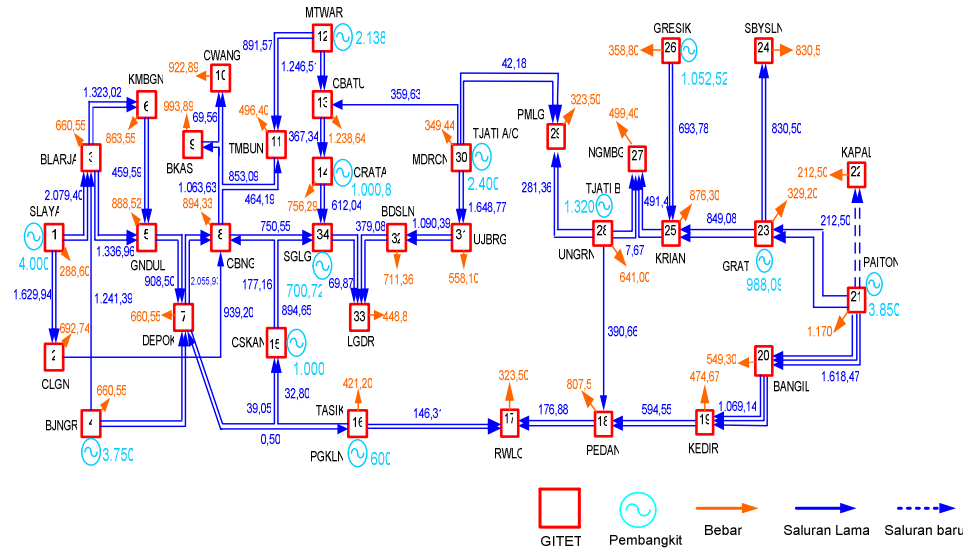 MTWAR
12
2.138
891,57
1.246,51
GRESIK
26
358,80
1.052,52
SBYSLN
24
830,5
CWANG
922,89
10
KMBGN
1.323,02
6
863,55
993,89
69,56
9
BKAS
496,40
11
TMBUN
CBATU
13
1.238,64
359,63
42,18
349,44
TJATI A/C
MDRCN
30
2.400
PMLG
323,50
29
499,40
NGMBG
27
693,78
830,50
660,55
BLARJA
3
853,09
367,34
14
CRATA
1.000,8
756,29
KAPAL
212,50
22
2.079,40
459,59
1.063,63
464,19
281,36
TJATI B
1.320
491,4
876,30
329,20
SLAYA
1
4.000
288,60
888,52
5
GNDUL
1.336,96
894,33
8
CBNG
750,55
612,04
34
SGLG
700,72
379,08
BDSLN
32
711,36
1.090,39
1.648,77
31
UJBRG
558,10
28
UNGRN
7,67
641,00
25
KRIAN
849,08
23
GRAT
988,09
212,50
PAITON
21
3.850
1.170
1.629,94
1.241,39
908,50
2.055,97
177,16
69,87
692,74
2
CLGN
660,55
7
DEPOK
939,20
894,65
CSKAN
15
1.000
33
448,8
LGDR
390,66
549,30
20
BANGIL
1.618,47
660,55
4
BJNGR
3.750
39,05
32,80
0,50
421,20
TASIK
16
PGKLN
600
146,31
323,50
17
RWLO
176,88
807,5
18
PEDAN
594,55
474,67
19
KEDIR
1.069,14
GITET
Pembangkit
Bebar
Saluran Lama
Saluran baru